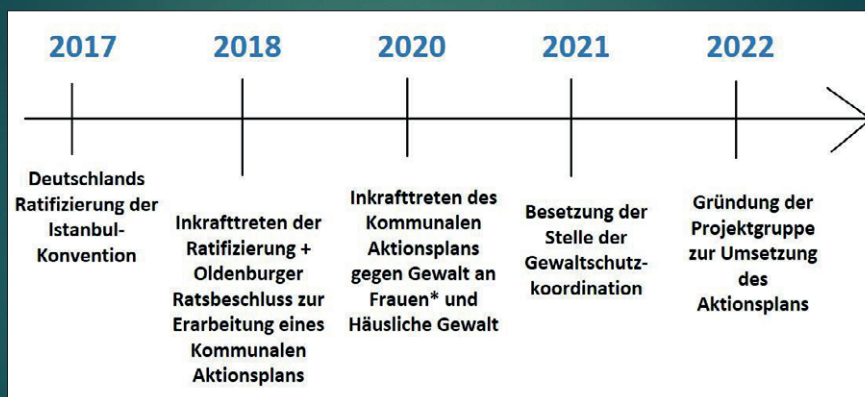 2017
2018
2020
2021
2022
Deutschlands
Ratifizierung der
Istanbul-
Konvention
Inkrafttreten der
Ratifizierung +
Oldenburger
Ratsbeschluss zur
Erarbeitung eines
Kommunalen
Aktionsplans
Inkrafttreten des
Kommunalen
Aktionsplans
gegen Gewalt an
Frauen* und
Häusliche Gewalt
Besetzung der
Stelle der
Gewaltschutz-
koordination
Gründung der
Projektgruppe
zur Umsetzung
des
Aktionsplans